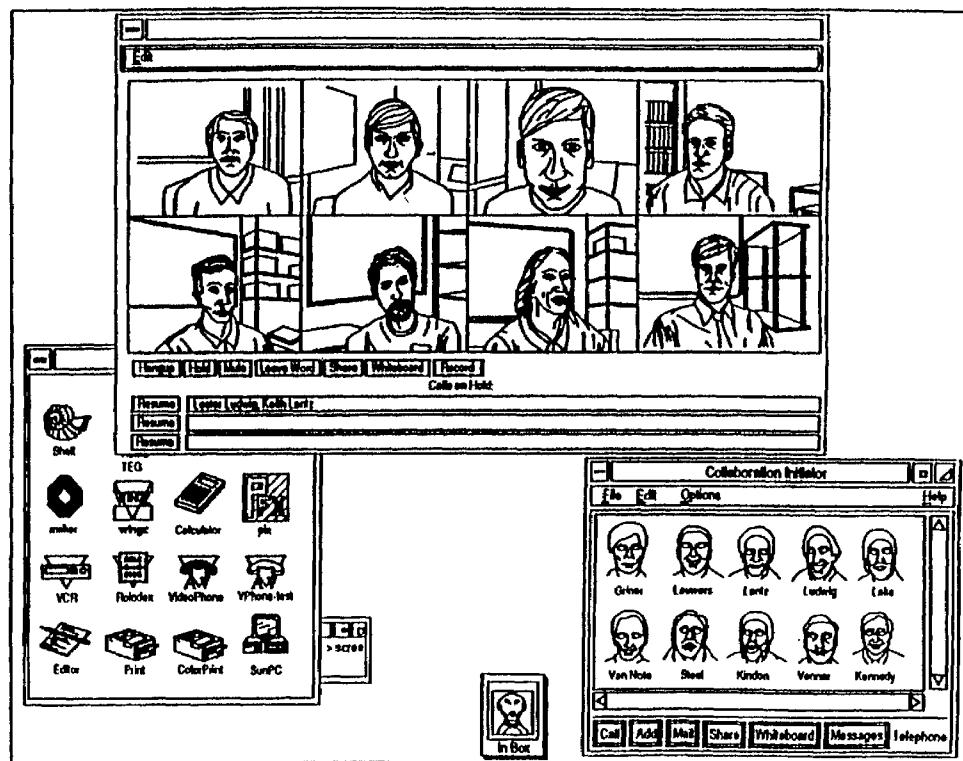 Edit
Hangup Hold Mute Leave Word Share Whiteboard Record
Calls on Hold:
Resume Lester Ludwig, Keith Lantz
Resume
Resume
Shell
TEG
maker wingz Calculator pix
VCR Rolodex VideoPhone VPhone-test
Editor Print ColorPrint SunPC
> scree
In Box
Collaboration Initiator
File Edit Options Help
Griner Lauwers Lantz Ludwig Lake
Van Note Steel Kindon Venner Kennedy
Call Add Mail Share Whiteboard Messages Telephone